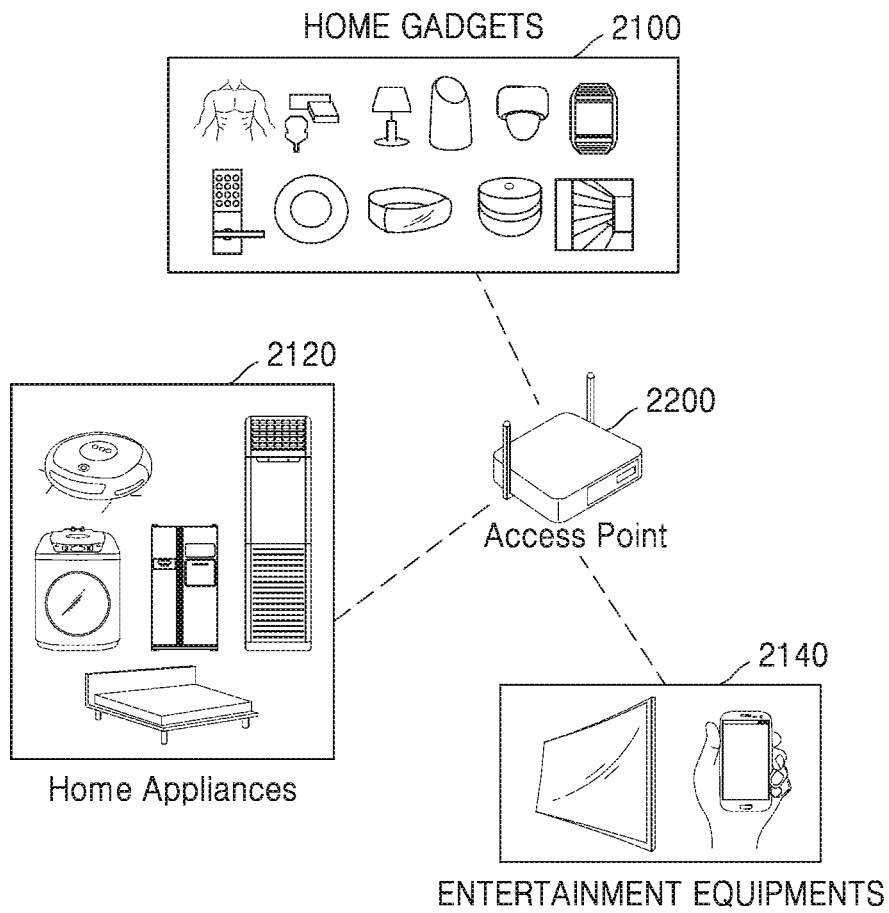 HOME GADGETS
2100
2120
2200
Access Point
2140
Home Appliances
ENTERTAINMENT EQUIPMENTS